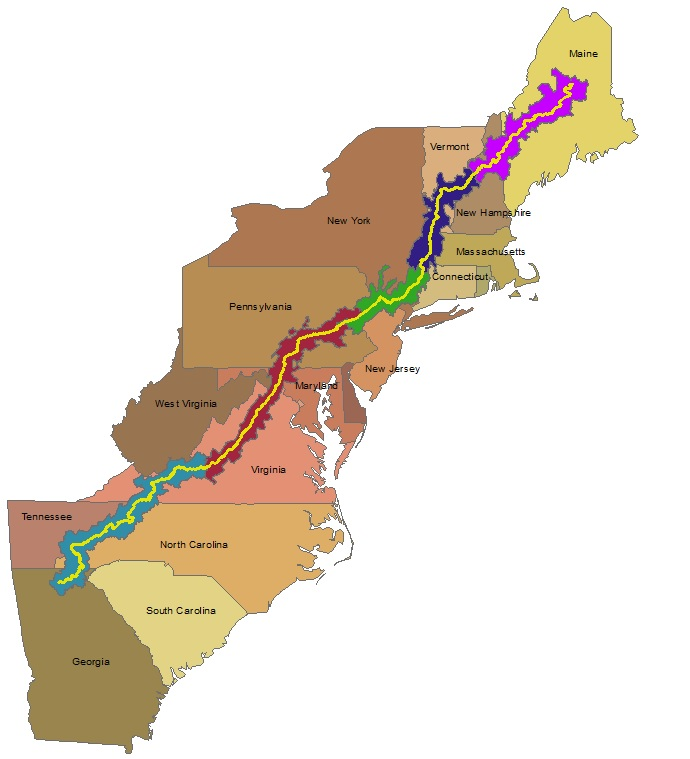 Maine
Vermont
New York
New Hampshire
Massachusetts
Connecticut
Pennsylvania
New Jersey
Maryland
West Virginia
Virginia
Tennessee
North Carolina
South Carolina
Georgia